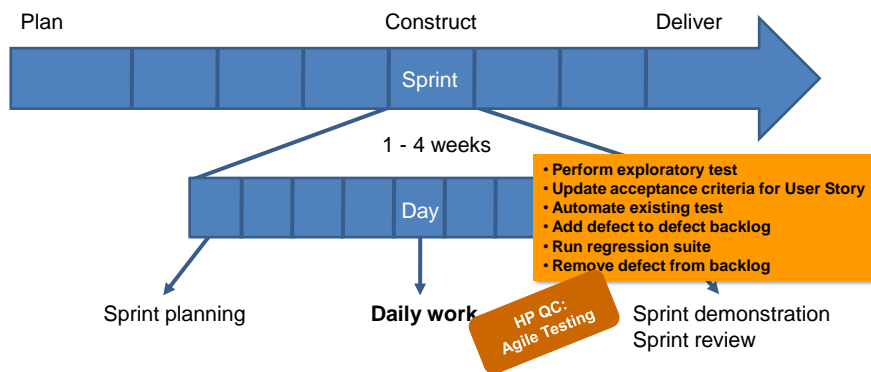 Plan
Construct
Deliver
Sprint
1 - 4 weeks
• Perform exploratory test
• Update acceptance criteria for User Story
• Automate existing test
• Add defect to defect backlog
• Run regression suite
• Remove defect from backlog
Day
Sprint planning
Daily work
HP QC:
Agile Testing
Sprint demonstration
Sprint review